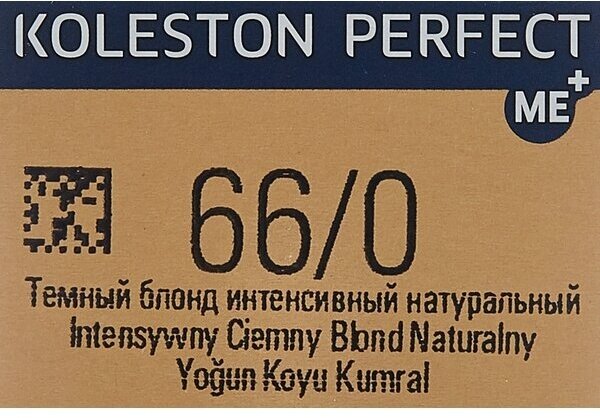 KOLESTON PERFECT
ME+
66/0
Темный блонд интенсивный натуральный
Intensywny Ciemny Blond Naturalny
Yoğun Koyu Kumral